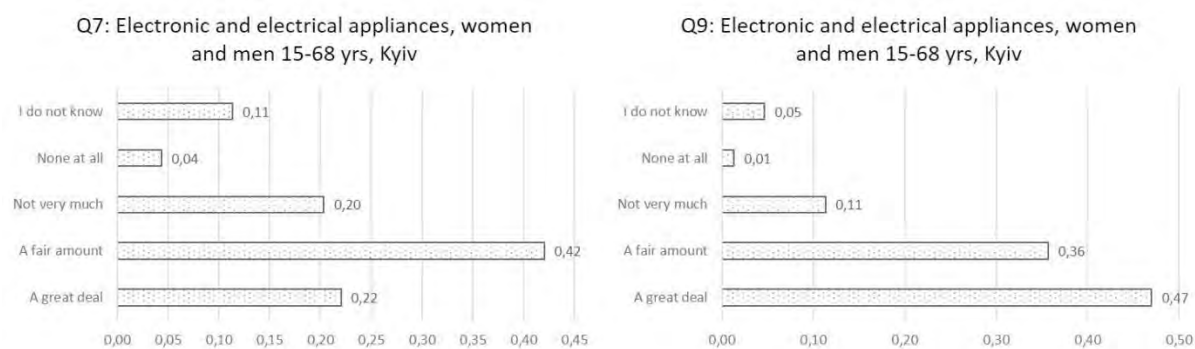 Q7: Electronic and electrical appliances, women
and men 15-68 yrs, Kyiv
I do not know
0,11
None at all
0,04
Not very much
0,20
A fair amount
0,42
A great deal
0,22
0,00 0,05 0,10 0,15 0,20 0,25 0,30 0,35 0,40 0,45
Q9: Electronic and electrical appliances, women
and men 15-68 yrs, Kyiv
I do not know
0,05
None at all
0,01
Not very much
0,11
A fair amount
0,36
A great deal
0,47
0,00 0,10 0,20 0,30 0,40 0,50